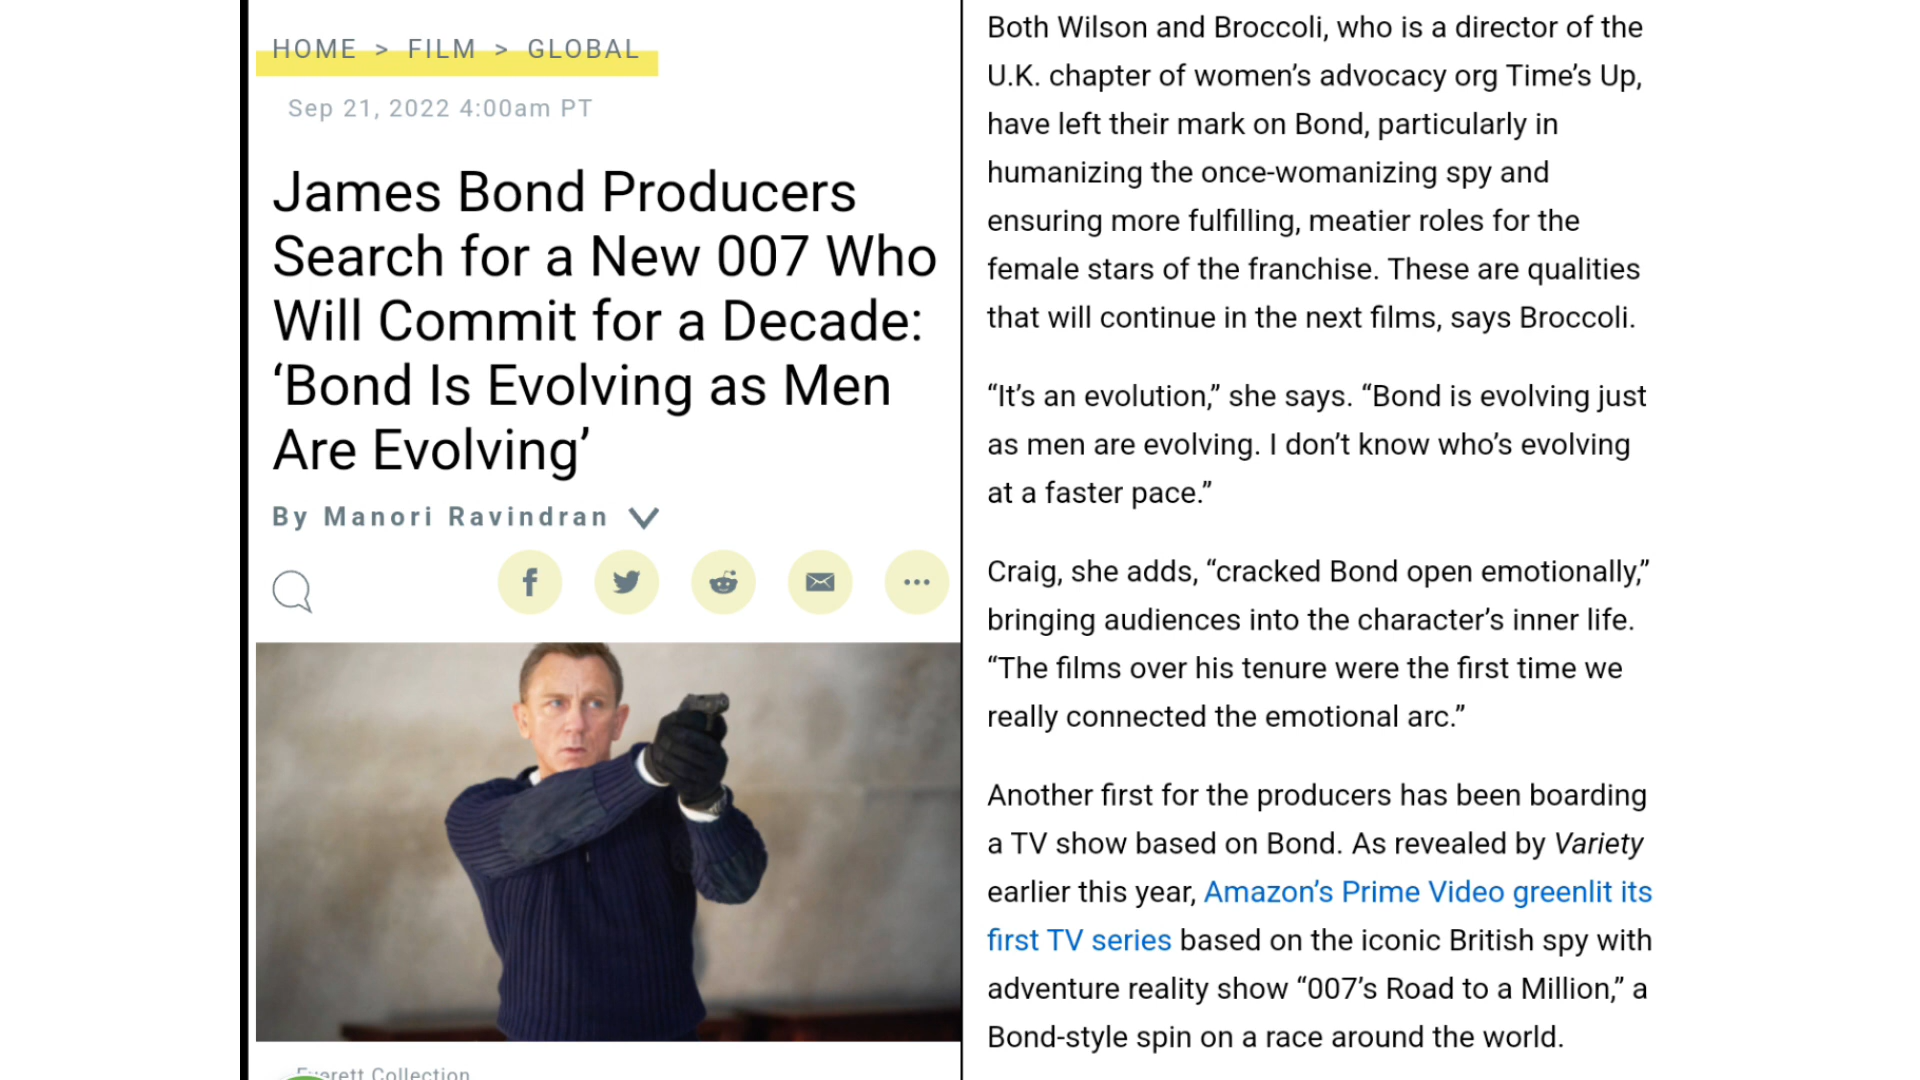 HOME > FILM > GLOBAL
Sep 21, 2022 4:00am PT
James Bond Producers
Search for a New 007 Who
Will Commit for a Decade:
‘Bond Is Evolving as Men
Are Evolving’
By Manori Ravindran
Everett Collection
Both Wilson and Broccoli, who is a director of the
U.K. chapter of women’s advocacy org Time’s Up,
have left their mark on Bond, particularly in
humanizing the once-womanizing spy and
ensuring more fulfilling, meatier roles for the
female stars of the franchise. These are qualities
that will continue in the next films, says Broccoli.
“It’s an evolution,” she says. “Bond is evolving just
as men are evolving. I don’t know who’s evolving
at a faster pace.”
Craig, she adds, “cracked Bond open emotionally,”
bringing audiences into the character’s inner life.
“The films over his tenure were the first time we
really connected the emotional arc.”
Another first for the producers has been boarding
a TV show based on Bond. As revealed by Variety
earlier this year, Amazon’s Prime Video greenlit its
first TV series based on the iconic British spy with
adventure reality show “007’s Road to a Million,” a
Bond-style spin on a race around the world.